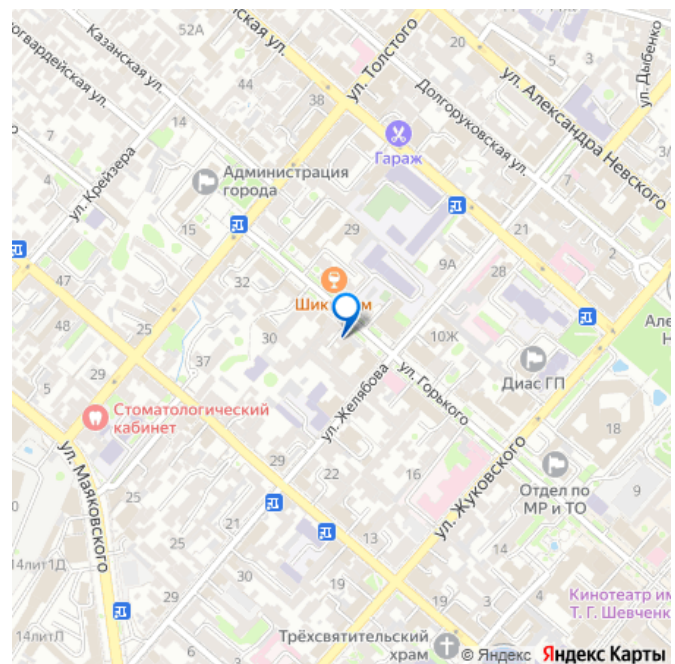 52А
Казанская ул.
ская ул.
20
ул. Дыбенко
огвардейская ул.
44
ул. Толстого
ул. Александра Невского
38
Долгоруковская ул.
7
14
Гараж
3/
ул. Крейзера
Администрация
города
7
15
29
21
2
47
9А
28
Шик
м
48
25
30
10Ж
Але
Н
5
37
32
Диас ГП
29
ул. Горького
Стоматологический
кабинет
ул. Желябова
18
ул. Маяковского
29
22
16
Отдел по
МР и ТО
9
ул. Жуковского
25
21
13
14
14лит1Д
30
19
29
19
3
4
Кинотеатр им
Т. Г. Шевченк
14литЛ
6
Трёхсвятительский
храм
© Яндекс Яндекс Карты